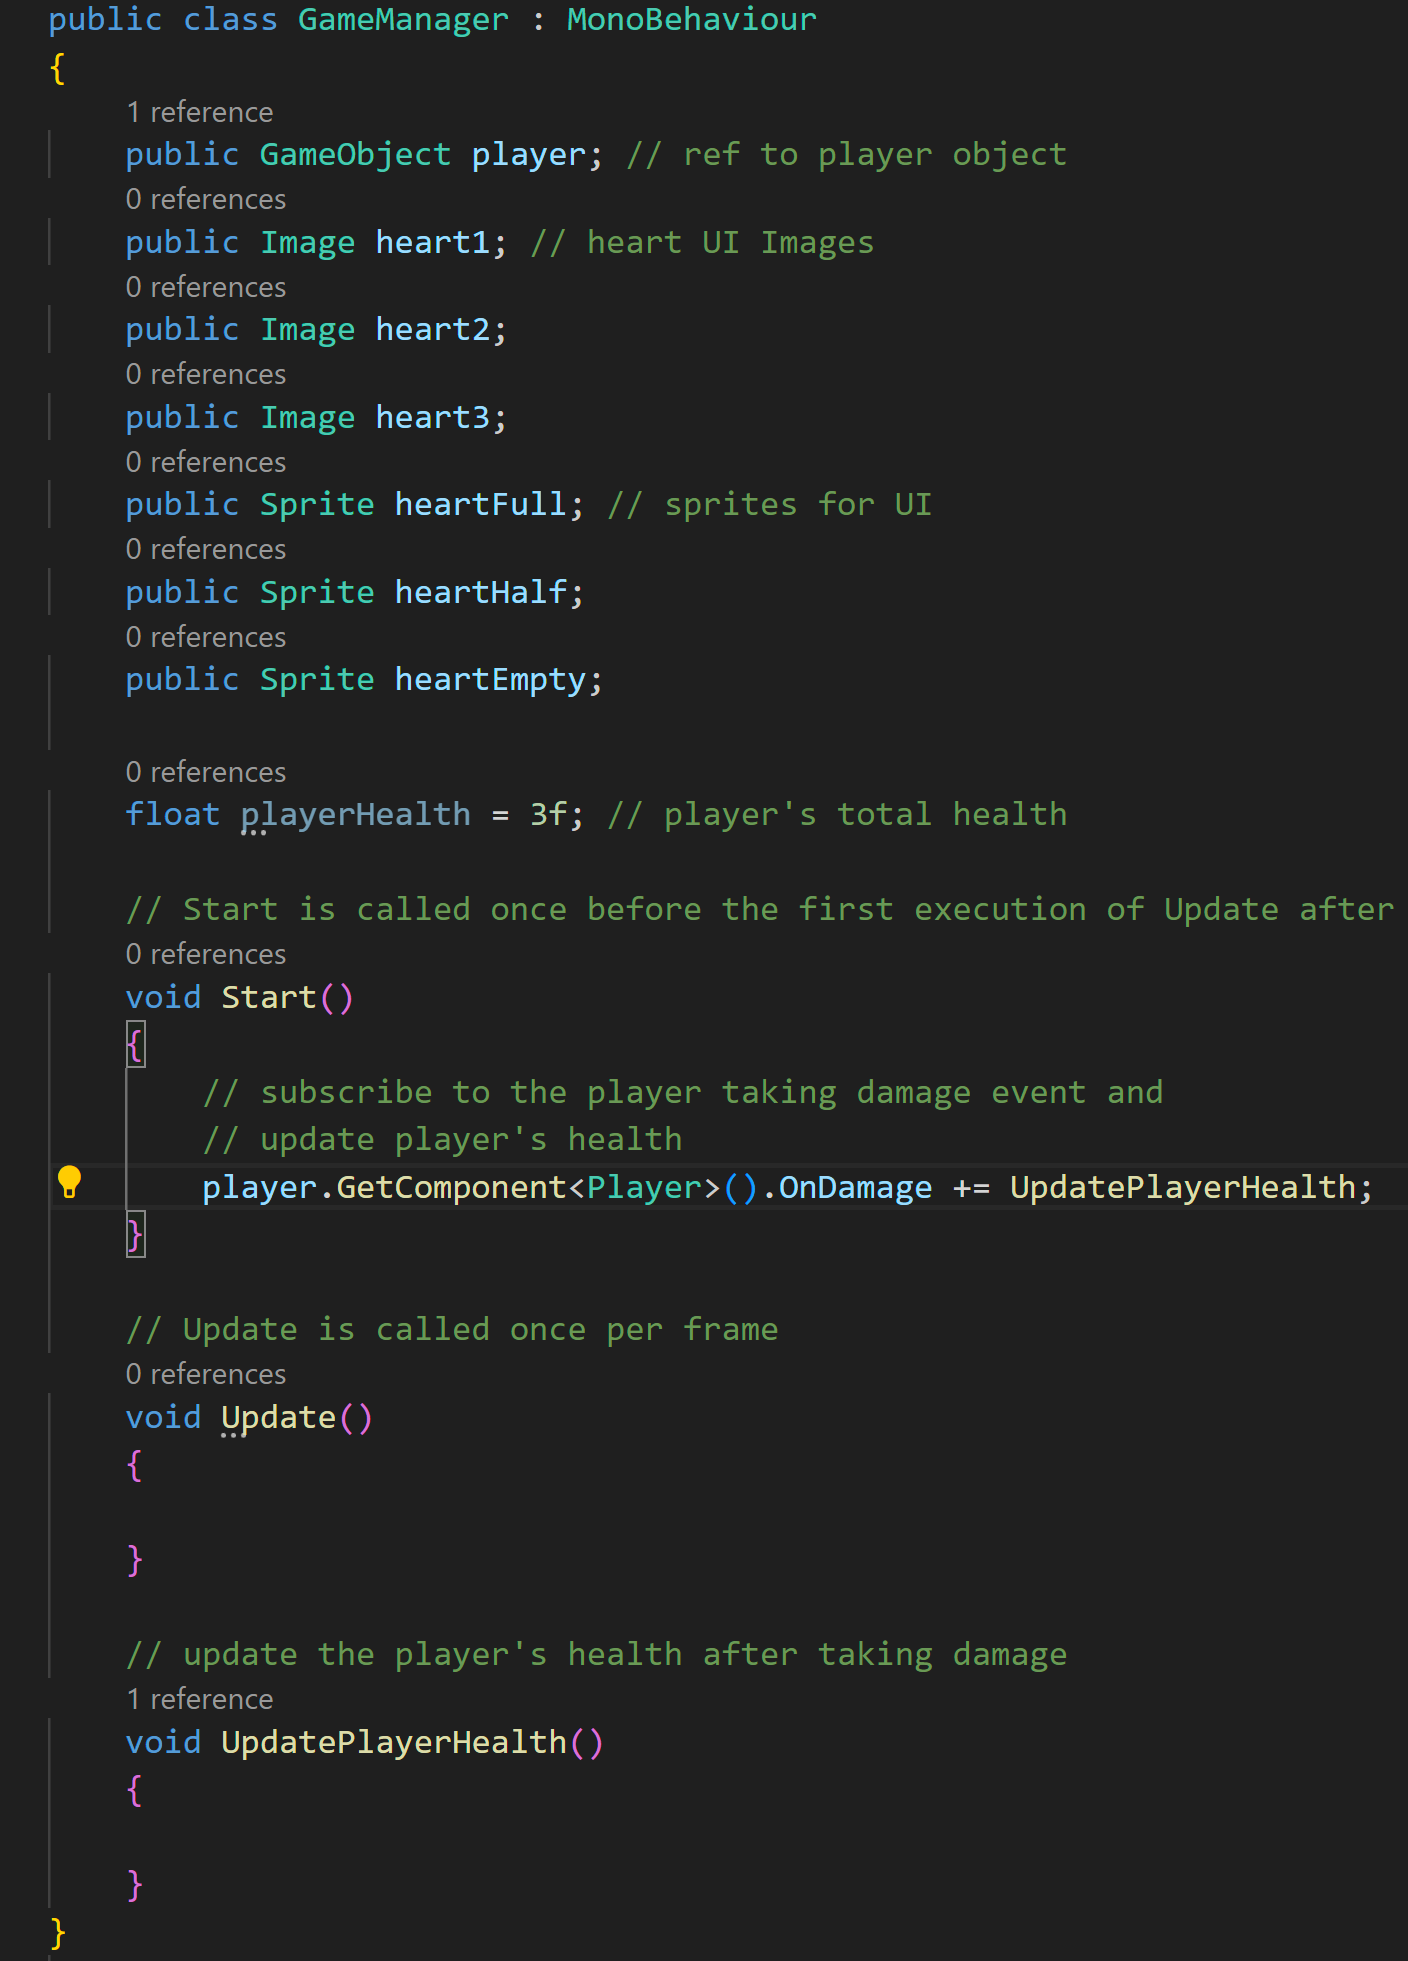 public class GameManager : MonoBehaviour
{
1 reference
public GameObject player; // ref to player object
0 references
public Image heart1; // heart UI Images
0 references
public Image heart2;
0 references
public Image heart3;
0 references
public Sprite heartFull; // sprites for UI
0 references
public Sprite heartHalf;
0 references
public Sprite heartEmpty;
0 references
float playerHealth = 3f; // player's total health
// Start is called once before the first execution of Update after
0 references
void Start()
{
// subscribe to the player taking damage event and
// update player's health
player.GetComponent<Player>().OnDamage += UpdatePlayerHealth;
}
// Update is called once per frame
0 references
void Update()
{
}
// update the player's health after taking damage
1 reference
void UpdatePlayerHealth()
{
}
}